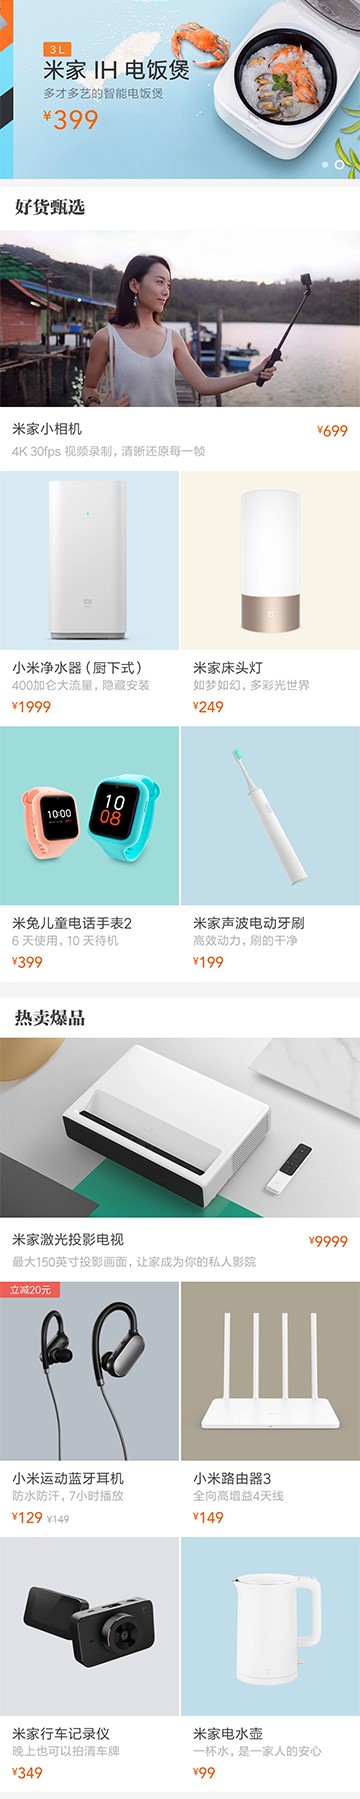 3 L
米家 IH 电饭煲
多才多艺的智能电饭煲
¥399
好货甄选
米家小相机
¥699
4K 30fps 视频录制，清晰还原每一帧
小米净水器（厨下式）
400加仑大流量，隐藏安装
¥1999
米家床头灯
如梦如幻，多彩光世界
¥249
10:00
10
08
米兔儿童电话手表2
6 天使用，10 天待机
¥399
米家声波电动牙刷
高效动力，刷的干净
¥199
热卖爆品
米家激光投影电视
¥9999
最大150英寸投影画面，让家成为你的私人影院
立减20元
小米运动蓝牙耳机
防水防汗，7小时播放
¥129 ¥149
小米路由器3
全向高增益4天线
¥149
米家行车记录仪
晚上也可以拍清车牌
¥349
米家电水壶
一杯水，是一家人的安心
¥99